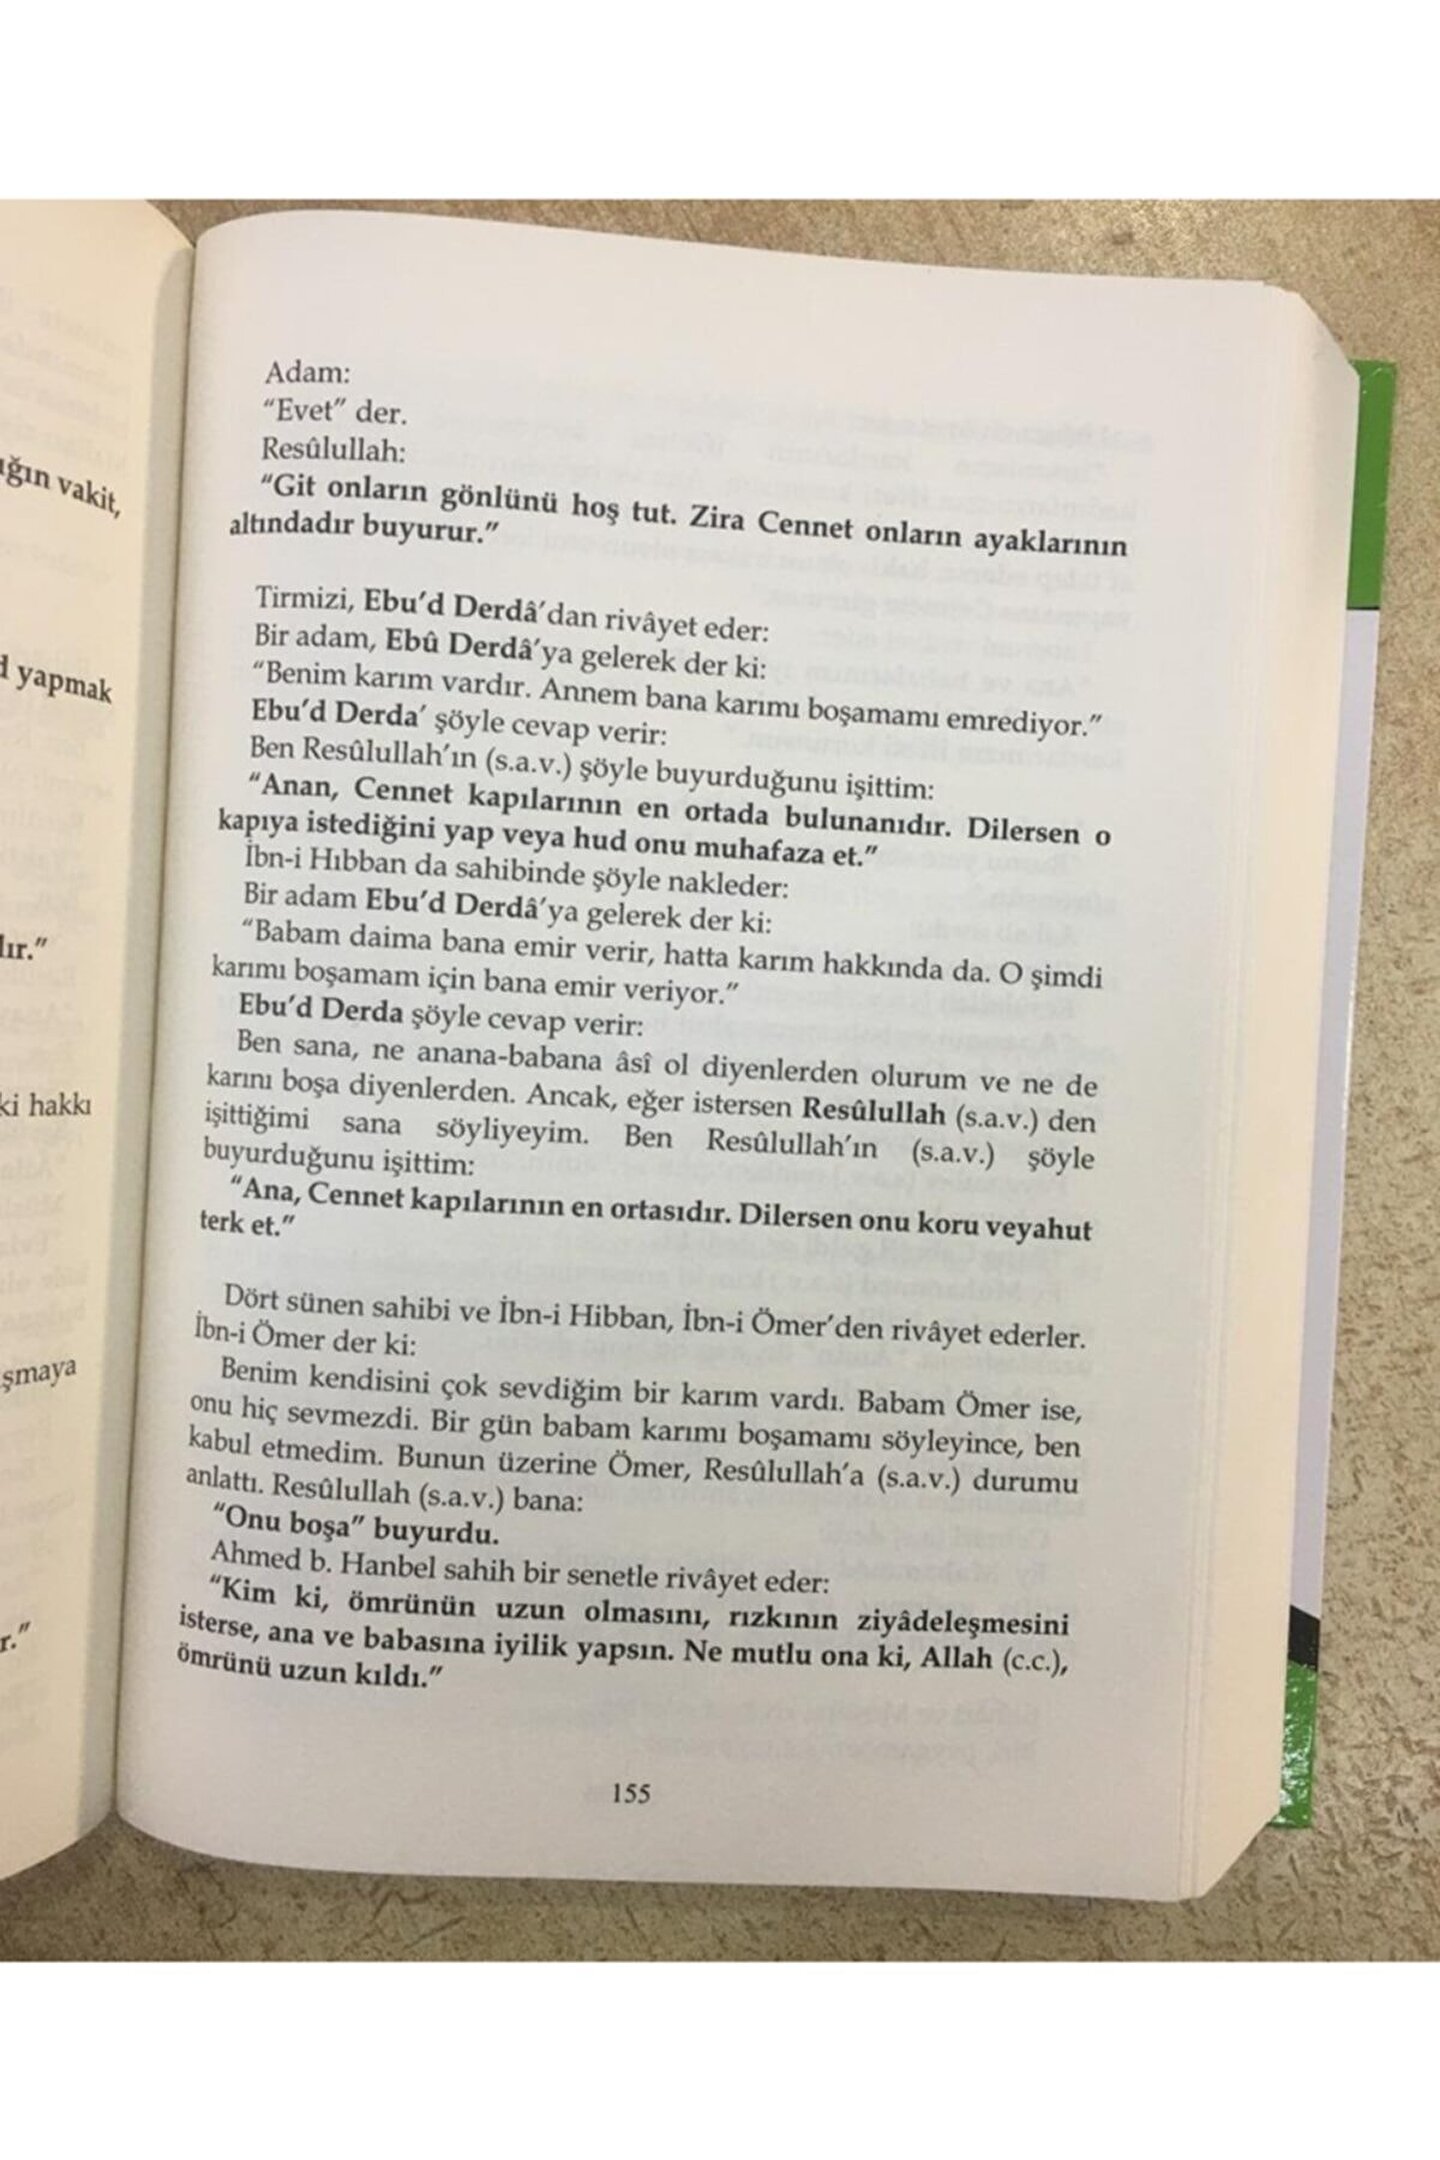 ığın vakit,
yapmak
ki hakkı
Adam:
“Evet” der.
Resûlullah:
“Git onların gönlünü hoş tut. Zira Cennet onların ayaklarının
altındadır buyurur.”
Tirmizi, Ebu’d Derdâ’dan rivâyet eder:
Bir adam, Ebû Derdâ’ya gelerek der ki:
“Benim karım vardır. Annem bana karımı boşamamı emrediyor.”
Ebu’d Derda’ şöyle cevap verir:
Ben Resûlullah’ın (s.a.v.) şöyle buyurduğunu işittim:
“Anan, Cennet kapılarının en ortada bulunanıdır. Dilersen o
kapıya istediğini yap veya hud onu muhafaza et.”
İbn-i Hıbban da sahibinde şöyle nakleder:
Bir adam Ebu’d Derdâ’ya gelerek der ki:
“Babam daima bana emir verir, hatta karım hakkında da. O şimdi
karımı boşamam için bana emir veriyor.”
Ebu’d Derda şöyle cevap verir:
Ben sana, ne anana-babana âsî ol diyenlerden olurum ve ne de
karını boşa diyenlerden. Ancak, eğer istersen Resûlullah (s.a.v.) den
işittiğimi sana söyliyeyim. Ben Resûlullah’ın (s.a.v.) şöyle
buyurduğunu işittim:
“Ana, Cennet kapılarının en ortasıdır. Dilersen onu koru veyahut
terk et.”
Dört sünen sahibi ve İbn-i Hibban, İbn-i Ömer’den rivâyet ederler.
İbn-i Ömer der ki:
Benim kendisini çok sevdiğim bir karım vardı. Babam Ömer ise,
onu hiç sevmezdi. Bir gün babam karımı boşamamı söyleyince, ben
kabul etmedim. Bunun üzerine Ömer, Resûlullah’a (s.a.v.) durumu
anlattı. Resûlullah (s.a.v.) bana:
“Onu boşa” buyurdu.
Ahmed b. Hanbel sahih bir senetle rivâyet eder:
“Kim ki, ömrünün uzun olmasını, rızkının ziyâdeleşmesini
isterse, ana ve babasına iyilik yapsın. Ne mutlu ona ki, Allah (c.c.),
ömrünü uzun kıldı.”
155